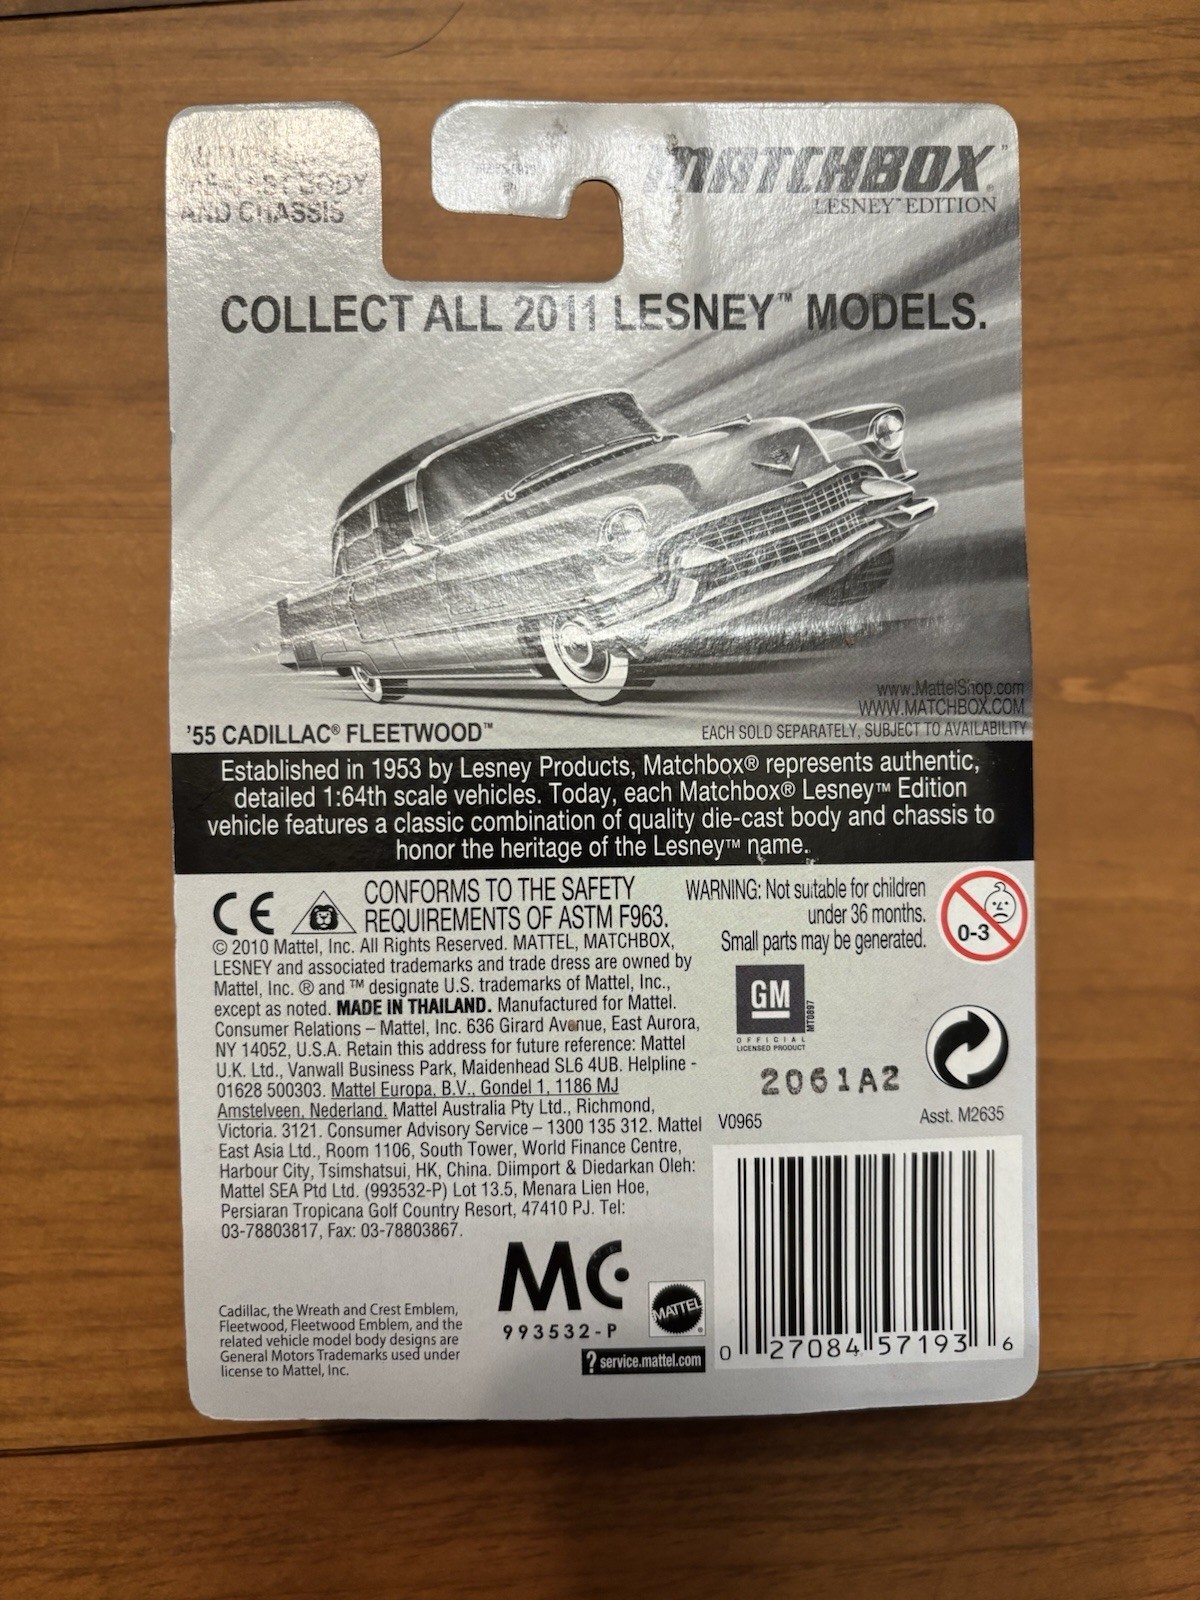 AND CHASSIS
MATCHBOX
LESNEY™ EDITION
COLLECT ALL 2011 LESNEY™ MODELS.
www.MattelShop.com
WWW.MATCHBOX.COM
'55 CADILLAC® FLEETWOOD™
EACH SOLD SEPARATELY, SUBJECT TO AVAILABILITY
Established in 1953 by Lesney Products, Matchbox® represents authentic,
detailed 1:64th scale vehicles. Today, each Matchbox® Lesney™ Edition
vehicle features a classic combination of quality die-cast body and chassis to
honor the heritage of the Lesney™ name.
CE
CONFORMS TO THE SAFETY
REQUIREMENTS OF ASTM F963.
© 2010 Mattel, Inc. All Rights Reserved. MATTEL, MATCHBOX,
LESNEY and associated trademarks and trade dress are owned by
Mattel, Inc. ® and ™ designate U.S. trademarks of Mattel, Inc.,
except as noted. MADE IN THAILAND. Manufactured for Mattel.
Consumer Relations – Mattel, Inc. 636 Girard Avenue, East Aurora,
NY 14052, U.S.A. Retain this address for future reference: Mattel
U.K. Ltd., Vanwall Business Park, Maidenhead SL6 4UB. Helpline -
01628 500303. Mattel Europa, B.V., Gondel 1, 1186 MJ
Amstelveen, Nederland. Mattel Australia Pty Ltd., Richmond,
Victoria. 3121. Consumer Advisory Service – 1300 135 312. Mattel
East Asia Ltd., Room 1106, South Tower, World Finance Centre,
Harbour City, Tsimshatsui, HK, China. Diimport & Diedarkan Oleh:
Mattel SEA Ptd Ltd. (993532-P) Lot 13.5, Menara Lien Hoe,
Persiaran Tropicana Golf Country Resort, 47410 PJ. Tel:
03-78803817, Fax: 03-78803867.
WARNING: Not suitable for children
under 36 months.
Small parts may be generated.
0-3
GM
MT0897
OFFICIAL
LICENSED PRODUCT
2061A2
V0965
Asst. M2635
Cadillac, the Wreath and Crest Emblem,
Fleetwood, Fleetwood Emblem, and the
related vehicle model body designs are
General Motors Trademarks used under
license to Mattel, Inc.
MC
993532-P
MATTEL®
? service.mattel.com
0 27084 57193 6